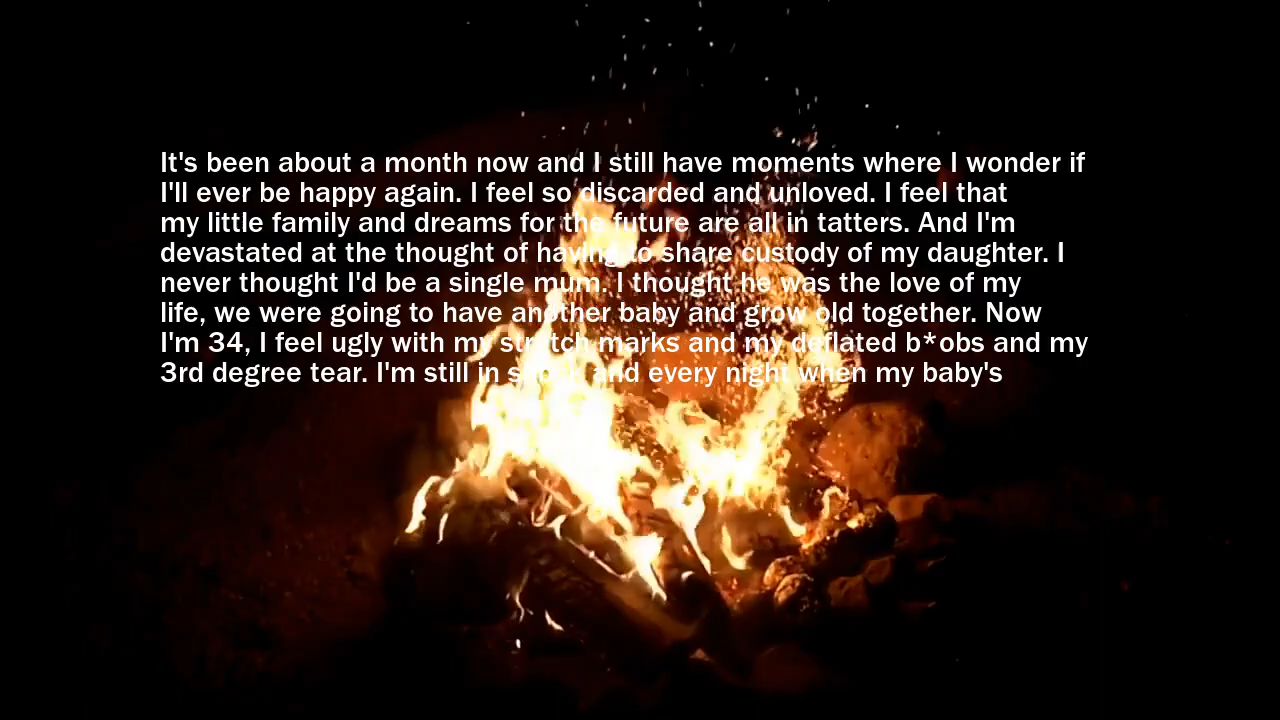 It's been about a month now and I still have moments where I wonder if
I'll ever be happy again. I feel so discarded and unloved. I feel that
my little family and dreams for the future are all in tatters. And I'm
devastated at the thought of having to share custody of my daughter. I
never thought I'd be a single mum. I thought he was the love of my
life, we were going to have another baby and grow old together. Now
I'm 34, I feel ugly with my stretch marks and my deflated b*obs and my
3rd degree tear. I'm still in and every night when my baby's